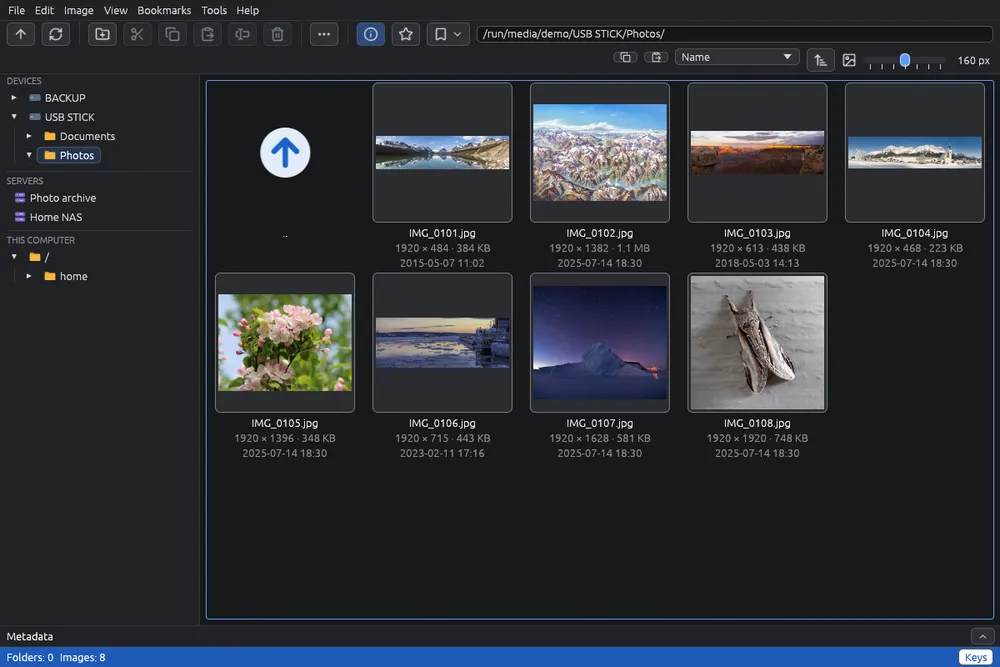 File Edit Image View Bookmarks Tools Help
/run/media/demo/USB STICK/Photos/
Name
160 px
DEVICES
BACKUP
USB STICK
Documents
Photos
SERVERS
Photo archive
Home NAS
THIS COMPUTER
/
home
..
IMG_0101.jpg
1920 × 484 · 384 KB
2015-05-07 11:02
IMG_0102.jpg
1920 × 1382 · 1.1 MB
2025-07-14 18:30
IMG_0103.jpg
1920 × 613 · 438 KB
2018-05-03 14:13
IMG_0104.jpg
1920 × 468 · 223 KB
2025-07-14 18:30
IMG_0105.jpg
1920 × 1396 · 348 KB
2025-07-14 18:30
IMG_0106.jpg
1920 × 715 · 443 KB
2023-02-11 17:16
IMG_0107.jpg
1920 × 1628 · 581 KB
2025-07-14 18:30
IMG_0108.jpg
1920 × 1920 · 748 KB
2025-07-14 18:30
Metadata
Folders: 0 Images: 8
Keys